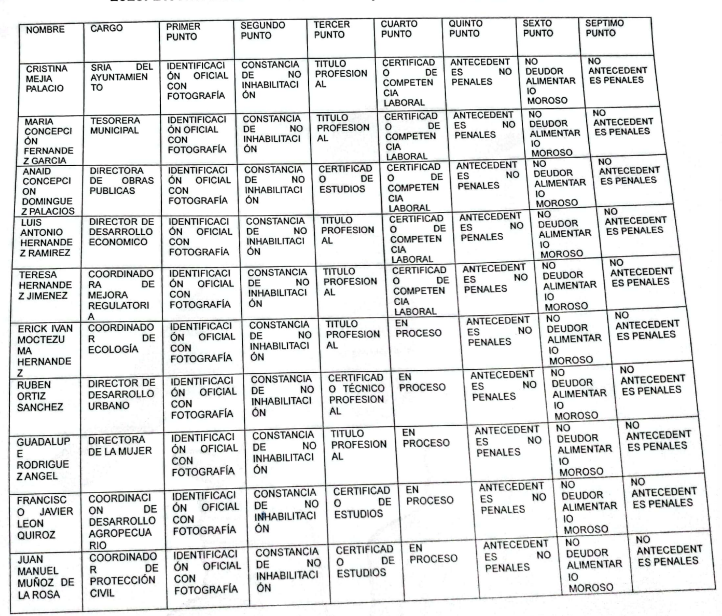 NOMBRE CARGO PRIMER PUNTO SEGUNDO PUNTO TERCER PUNTO CUARTO PUNTO QUINTO PUNTO SEXTO PUNTO SEPTIMO PUNTO
CRISTINA MEJIA PALACIO SRIA DEL AYUNTAMIENTO IDENTIFICACIÓN OFICIAL CON FOTOGRAFÍA CONSTANCIA DE NO INHABILITACIÓN TITULO PROFESIONAL CERTIFICADO DE COMPETENCIA LABORAL ANTECEDENTES NO PENALES NO DEUDOR ALIMENTARIO MOROSO NO ANTECEDENTES PENALES
MARIA CONCEPCIÓN FERNANDEZ GARCIA TESORERA MUNICIPAL IDENTIFICACIÓN OFICIAL CON FOTOGRAFÍA CONSTANCIA DE NO INHABILITACIÓN TITULO PROFESIONAL CERTIFICADO DE COMPETENCIA LABORAL ANTECEDENTES NO PENALES NO DEUDOR ALIMENTARIO MOROSO NO ANTECEDENTES PENALES
ANAID CONCEPCION DOMINGUEZ PALACIOS DIRECTORA DE OBRAS PUBLICAS IDENTIFICACIÓN OFICIAL CON FOTOGRAFÍA CONSTANCIA DE NO INHABILITACIÓN CERTIFICADO DE ESTUDIOS CERTIFICADO DE COMPETENCIA LABORAL ANTECEDENTES NO PENALES NO DEUDOR ALIMENTARIO MOROSO NO ANTECEDENTES PENALES
LUIS ANTONIO HERNANDEZ RAMIREZ DIRECTOR DE DESARROLLO ECONOMICO IDENTIFICACIÓN OFICIAL CON FOTOGRAFÍA CONSTANCIA DE NO INHABILITACIÓN TITULO PROFESIONAL CERTIFICADO DE COMPETENCIA LABORAL ANTECEDENTES NO PENALES NO DEUDOR ALIMENTARIO MOROSO NO ANTECEDENTES PENALES
TERESA HERNANDEZ JIMENEZ COORDINADORA DE MEJORA REGULATORIA IDENTIFICACIÓN OFICIAL CON FOTOGRAFÍA CONSTANCIA DE NO INHABILITACIÓN TITULO PROFESIONAL CERTIFICADO DE COMPETENCIA LABORAL ANTECEDENTES NO PENALES NO DEUDOR ALIMENTARIO MOROSO NO ANTECEDENTES PENALES
ERICK IVAN MOCTEZUMA HERNANDEZ COORDINADOR DE ECOLOGÍA IDENTIFICACIÓN OFICIAL CON FOTOGRAFÍA CONSTANCIA DE NO INHABILITACIÓN TITULO PROFESIONAL EN PROCESO ANTECEDENTES NO PENALES NO DEUDOR ALIMENTARIO MOROSO NO ANTECEDENTES PENALES
RUBEN ORTIZ SANCHEZ DIRECTOR DE DESARROLLO URBANO IDENTIFICACIÓN OFICIAL CON FOTOGRAFÍA CONSTANCIA DE NO INHABILITACIÓN CERTIFICADO TÉCNICO PROFESIONAL EN PROCESO ANTECEDENTES NO PENALES NO DEUDOR ALIMENTARIO MOROSO NO ANTECEDENTES PENALES
GUADALUPE RODRIGUEZ ANGEL DIRECTORA DE LA MUJER IDENTIFICACIÓN OFICIAL CON FOTOGRAFÍA CONSTANCIA DE NO INHABILITACIÓN TITULO PROFESIONAL EN PROCESO ANTECEDENTES NO PENALES NO DEUDOR ALIMENTARIO MOROSO NO ANTECEDENTES PENALES
FRANCISCO JAVIER LEON QUIROZ COORDINACION DE DESARROLLO AGROPECUARIO IDENTIFICACIÓN OFICIAL CON FOTOGRAFÍA CONSTANCIA DE NO INHABILITACIÓN CERTIFICADO DE ESTUDIOS EN PROCESO ANTECEDENTES NO PENALES NO DEUDOR ALIMENTARIO MOROSO NO ANTECEDENTES PENALES
JUAN MANUEL MUÑOZ DE LA ROSA COORDINADOR DE PROTECCIÓN CIVIL IDENTIFICACIÓN OFICIAL CON FOTOGRAFÍA CONSTANCIA DE NO INHABILITACIÓN CERTIFICADO DE ESTUDIOS EN PROCESO ANTECEDENTES NO PENALES NO DEUDOR ALIMENTARIO MOROSO NO ANTECEDENTES PENALES